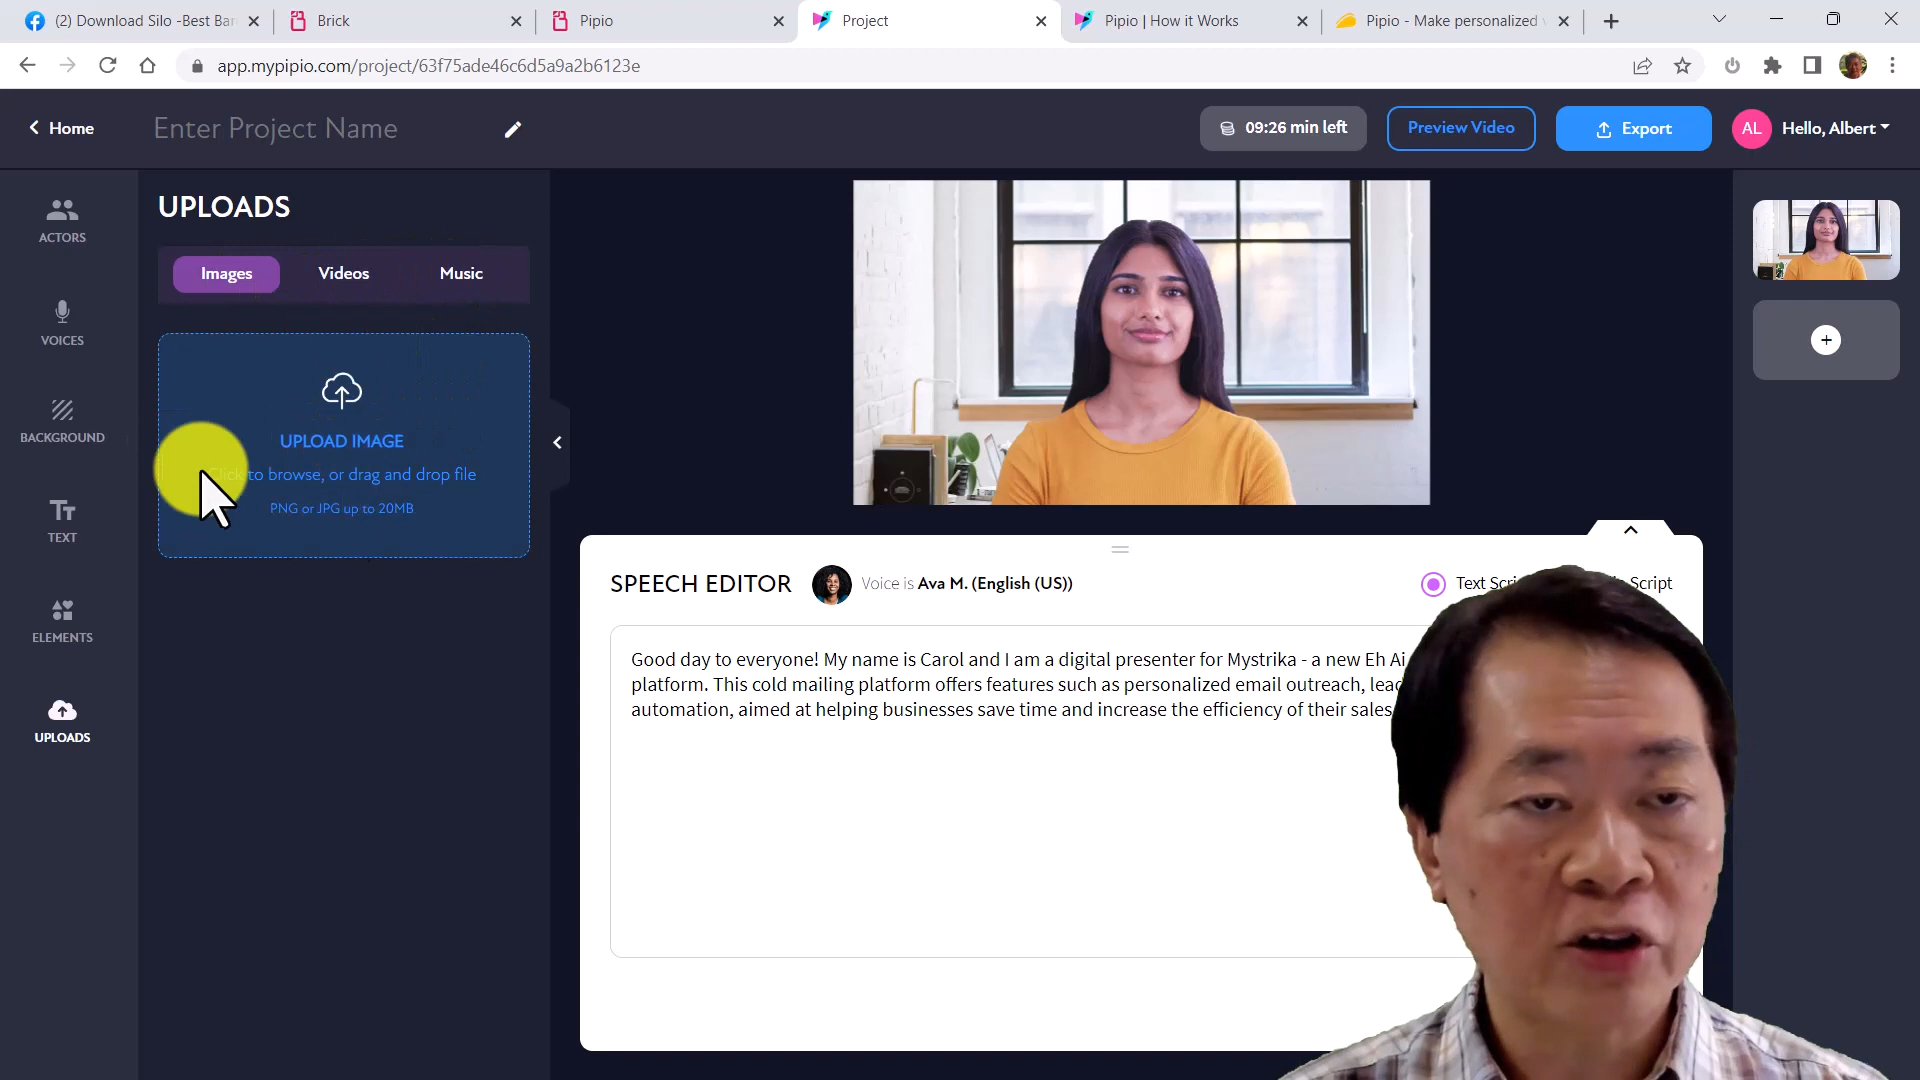 (2) Download Silo -Best Bar
Brick
Pipio
Project
Pipio | How it Works
Pipio - Make personalized
app.mypipio.com/project/63f75ade46c6d5a9a2b6123e
Home
Enter Project Name
09:26 min left
Preview Video
Export
AL
Hello, Albert
ACTORS
VOICES
BACKGROUND
TEXT
ELEMENTS
UPLOADS
UPLOADS
Images
Videos
Music
UPLOAD IMAGE
Click to browse, or drag and drop file
PNG or JPG up to 20MB
SPEECH EDITOR
Voice is Ava M. (English (US))
Text Scri
Script
Good day to everyone! My name is Carol and I am a digital presenter for Mystrika - a new Eh Ai
platform. This cold mailing platform offers features such as personalized email outreach, lead
automation, aimed at helping businesses save time and increase the efficiency of their sales